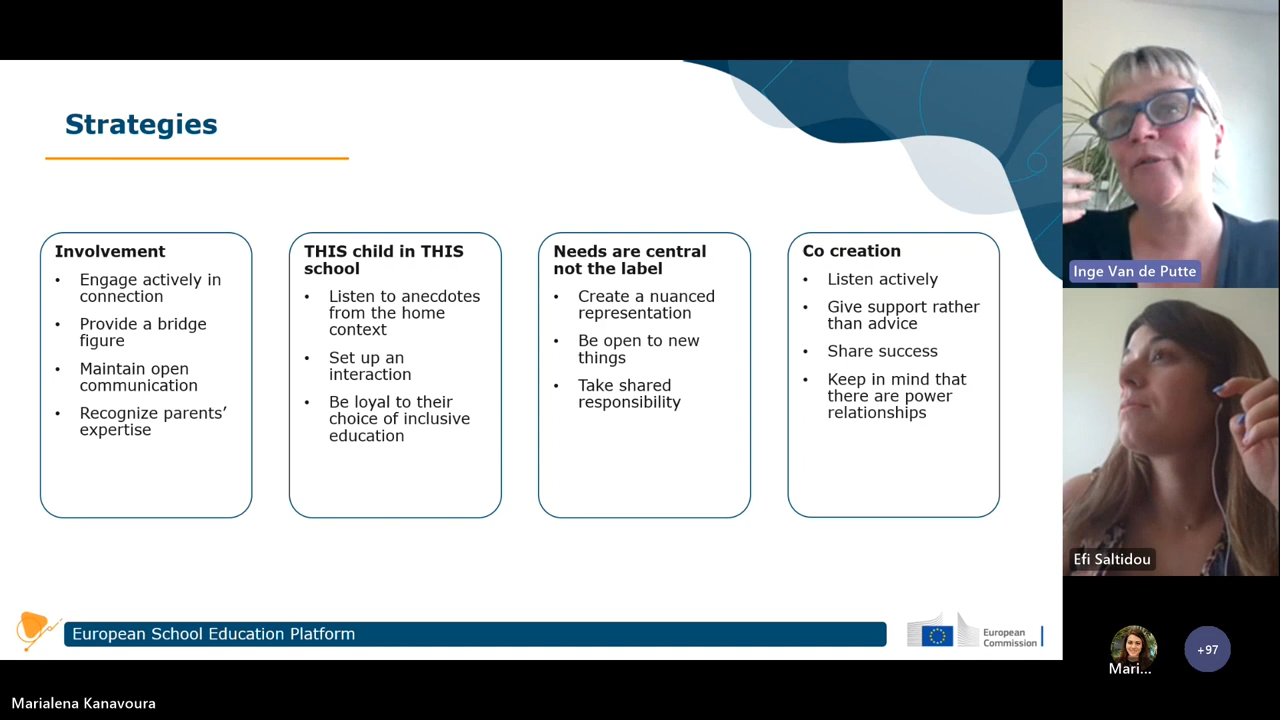 Strategies
Involvement
• Engage actively in
connection
• Provide a bridge
figure
• Maintain open
communication
• Recognize parents’
expertise
THIS child in THIS
school
• Listen to anecdotes
from the home
context
• Set up an
interaction
• Be loyal to their
choice of inclusive
education
Needs are central
not the label
• Create a nuanced
representation
• Be open to new
things
• Take shared
responsibility
Co creation
• Listen actively
• Give support rather
than advice
• Share success
• Keep in mind that
there are power
relationships
European School Education Platform
European
Commission
Inge Van de Putte
Efi Saltidou
Mari...
+97
Marialena Kanavoura